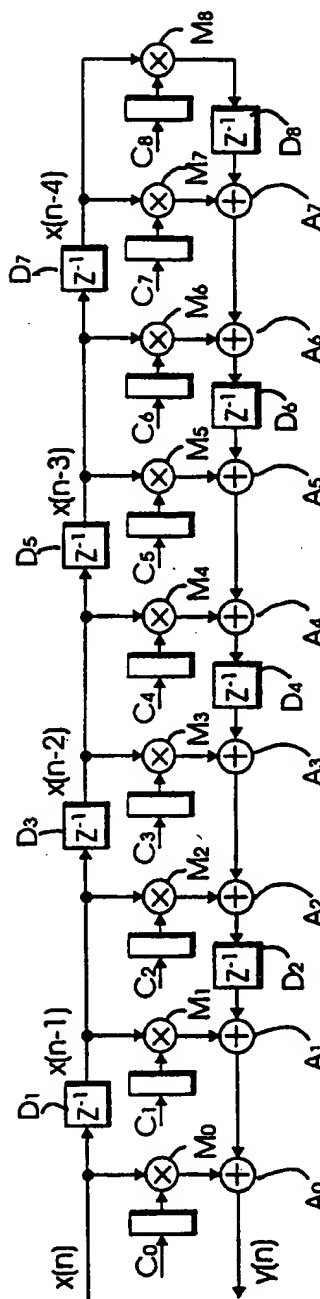 x(n) x(n-1) x(n-2) x(n-3) x(n-4)
D1 D3 D5 D7
Z-1 Z-1 Z-1 Z-1
C0 C1 C2 C3 C4 C5 C6 C7 C8
M0 M1 M2 M3 M4 M5 M6 M7 M8
Z-1 Z-1 Z-1 Z-1
D2 D4 D6 D8
y(n)
A0 A1 A2 A3 A4 A5 A6 A7